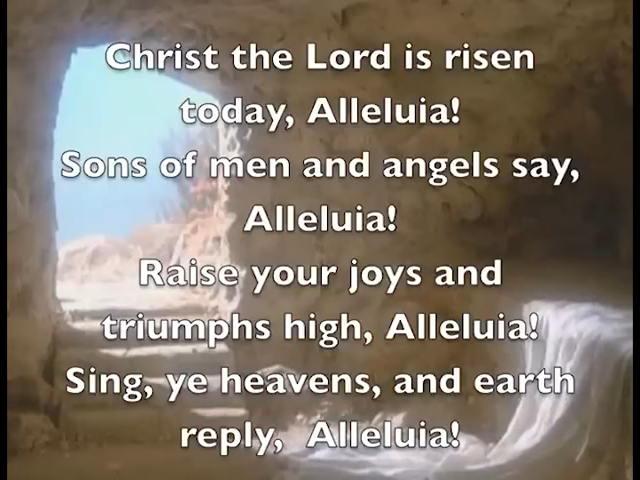 Christ the Lord is risen
today, Alleluia!
Sons of men and angels say,
Alleluia!
Raise your joys and
triumphs high, Alleluia!
Sing, ye heavens, and earth
reply,  Alleluia!